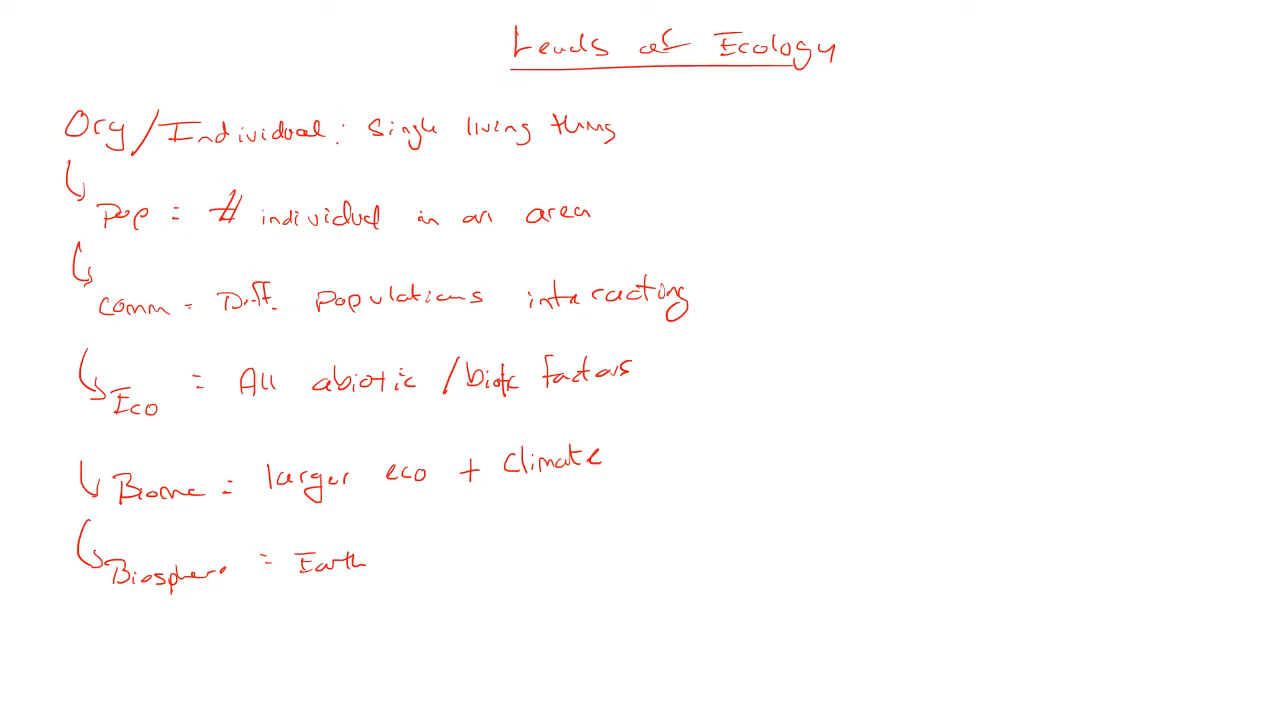 Levels of Ecology
Org/Individual: Single living thing
Pop = # individual in an area
Comm = Diff. Populations interacting
Eco = All abiotic/biotic factors
Biome = larger eco + Climate
Biosphere = Earth